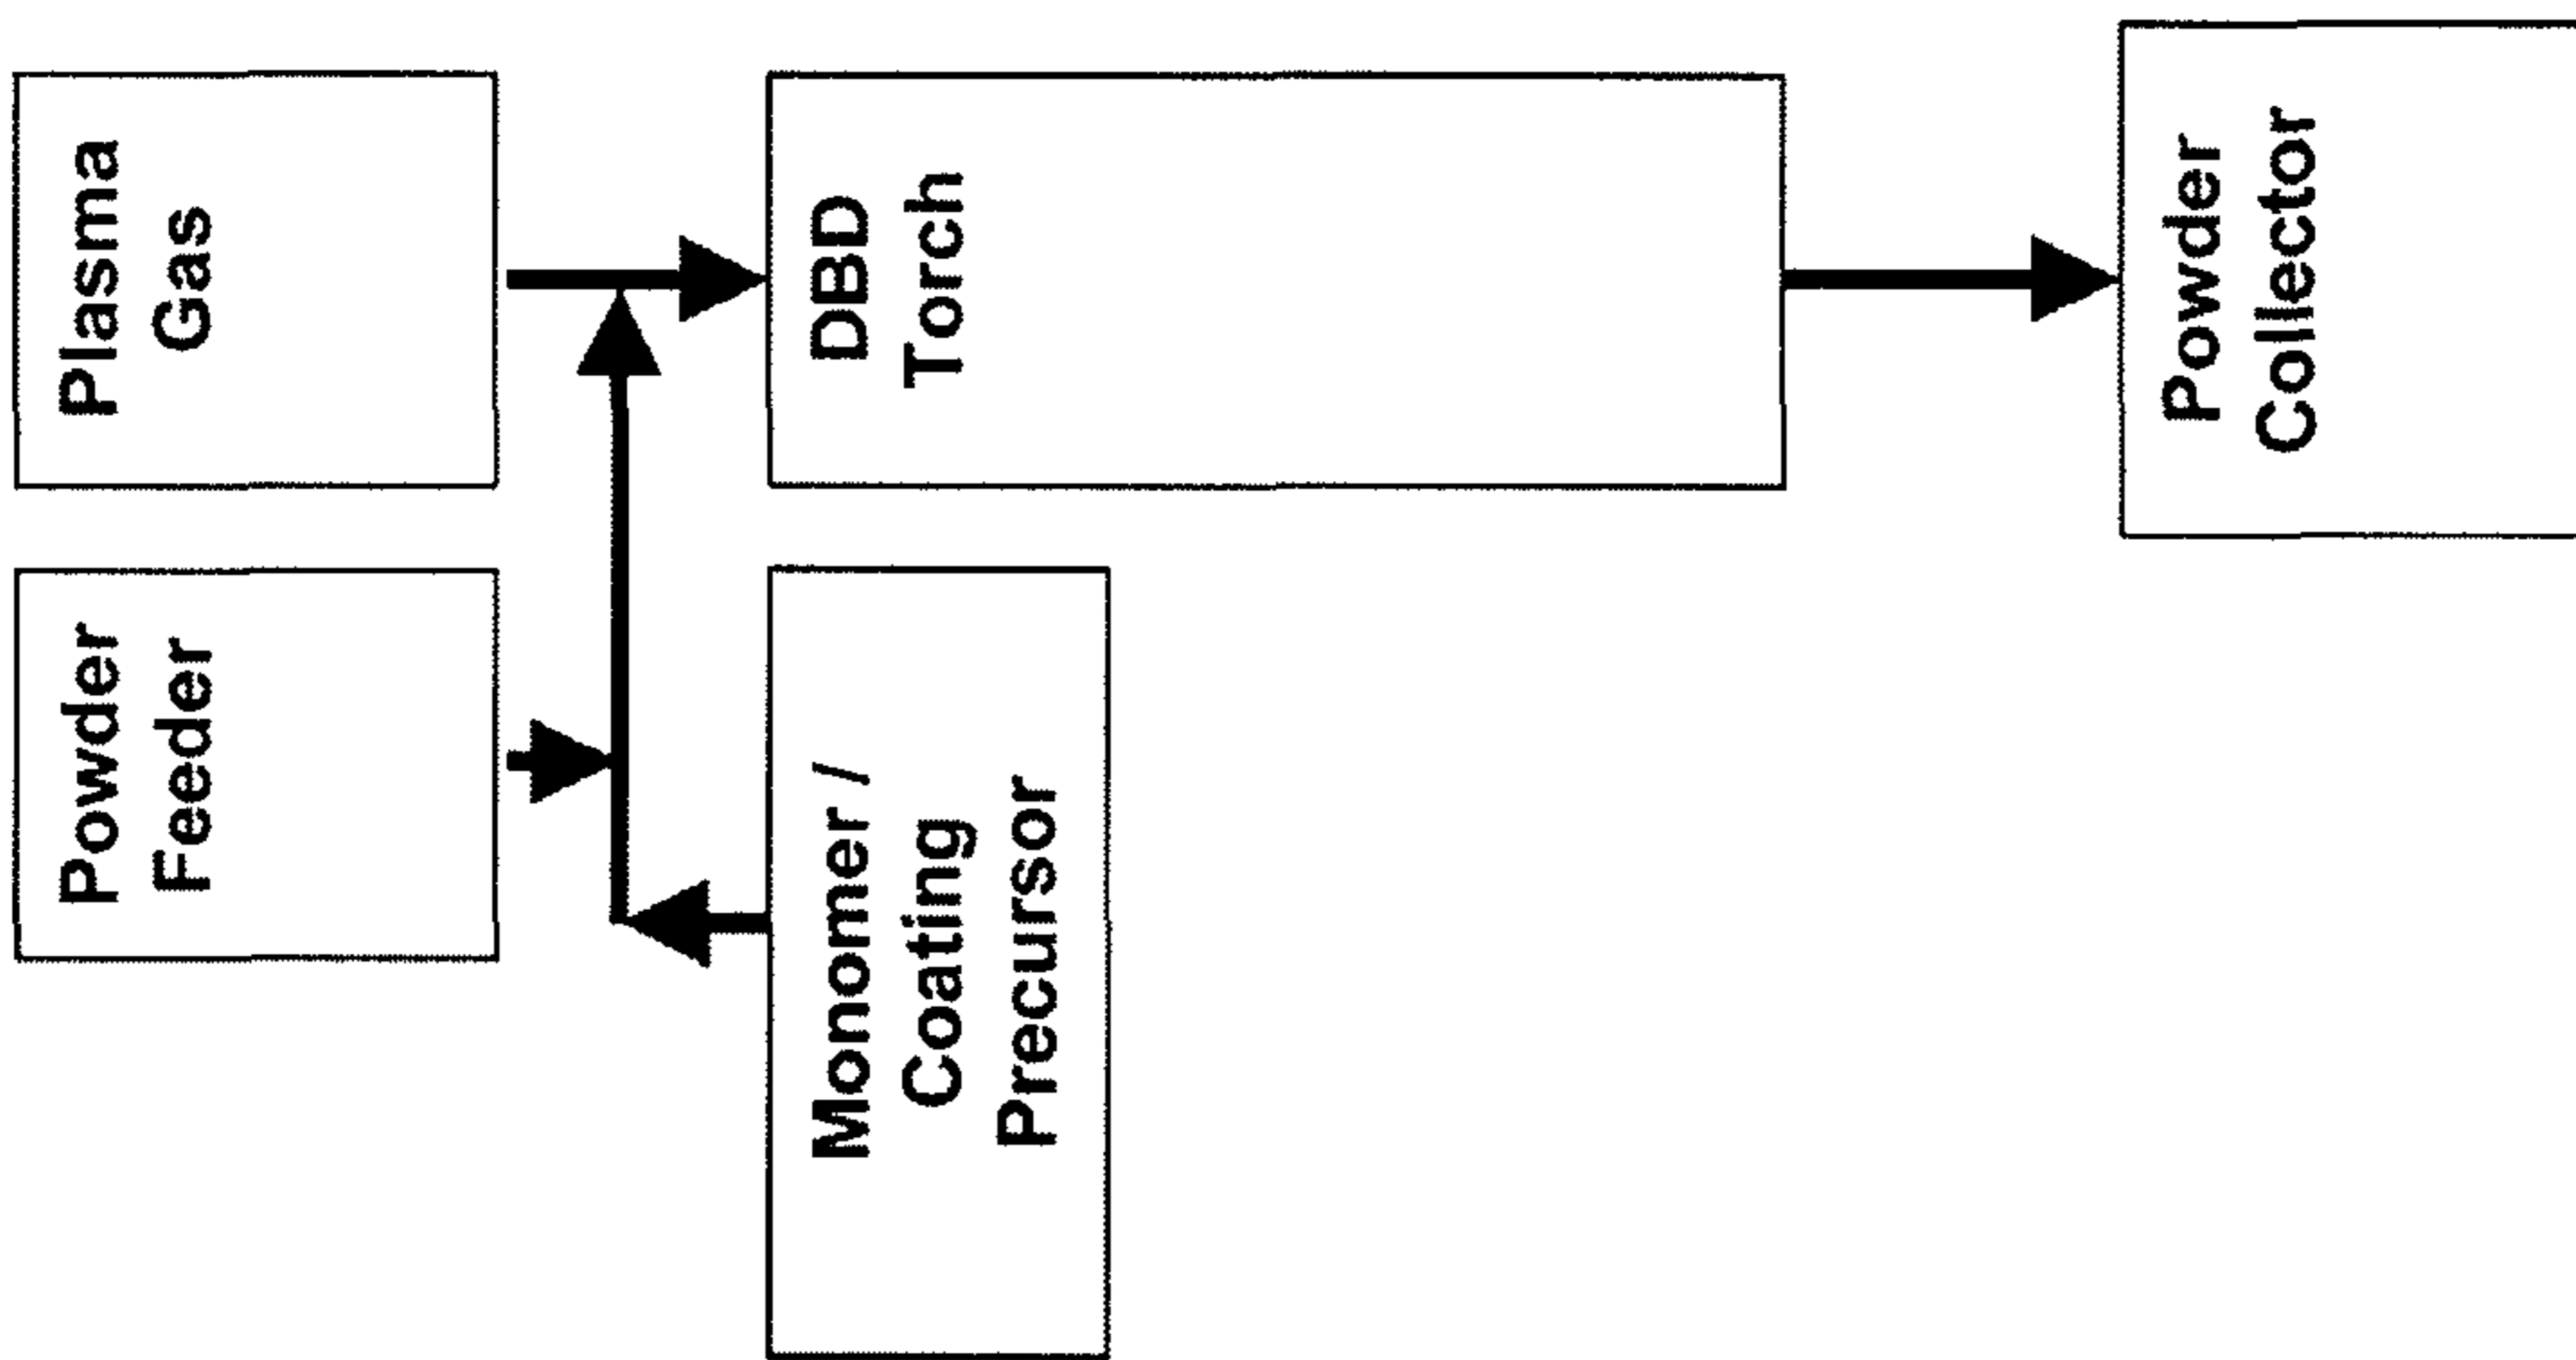 Plasma
Gas
Powder
Feeder
DBD
Torch
Monomer /
Coating
Precursor
Powder
Collector